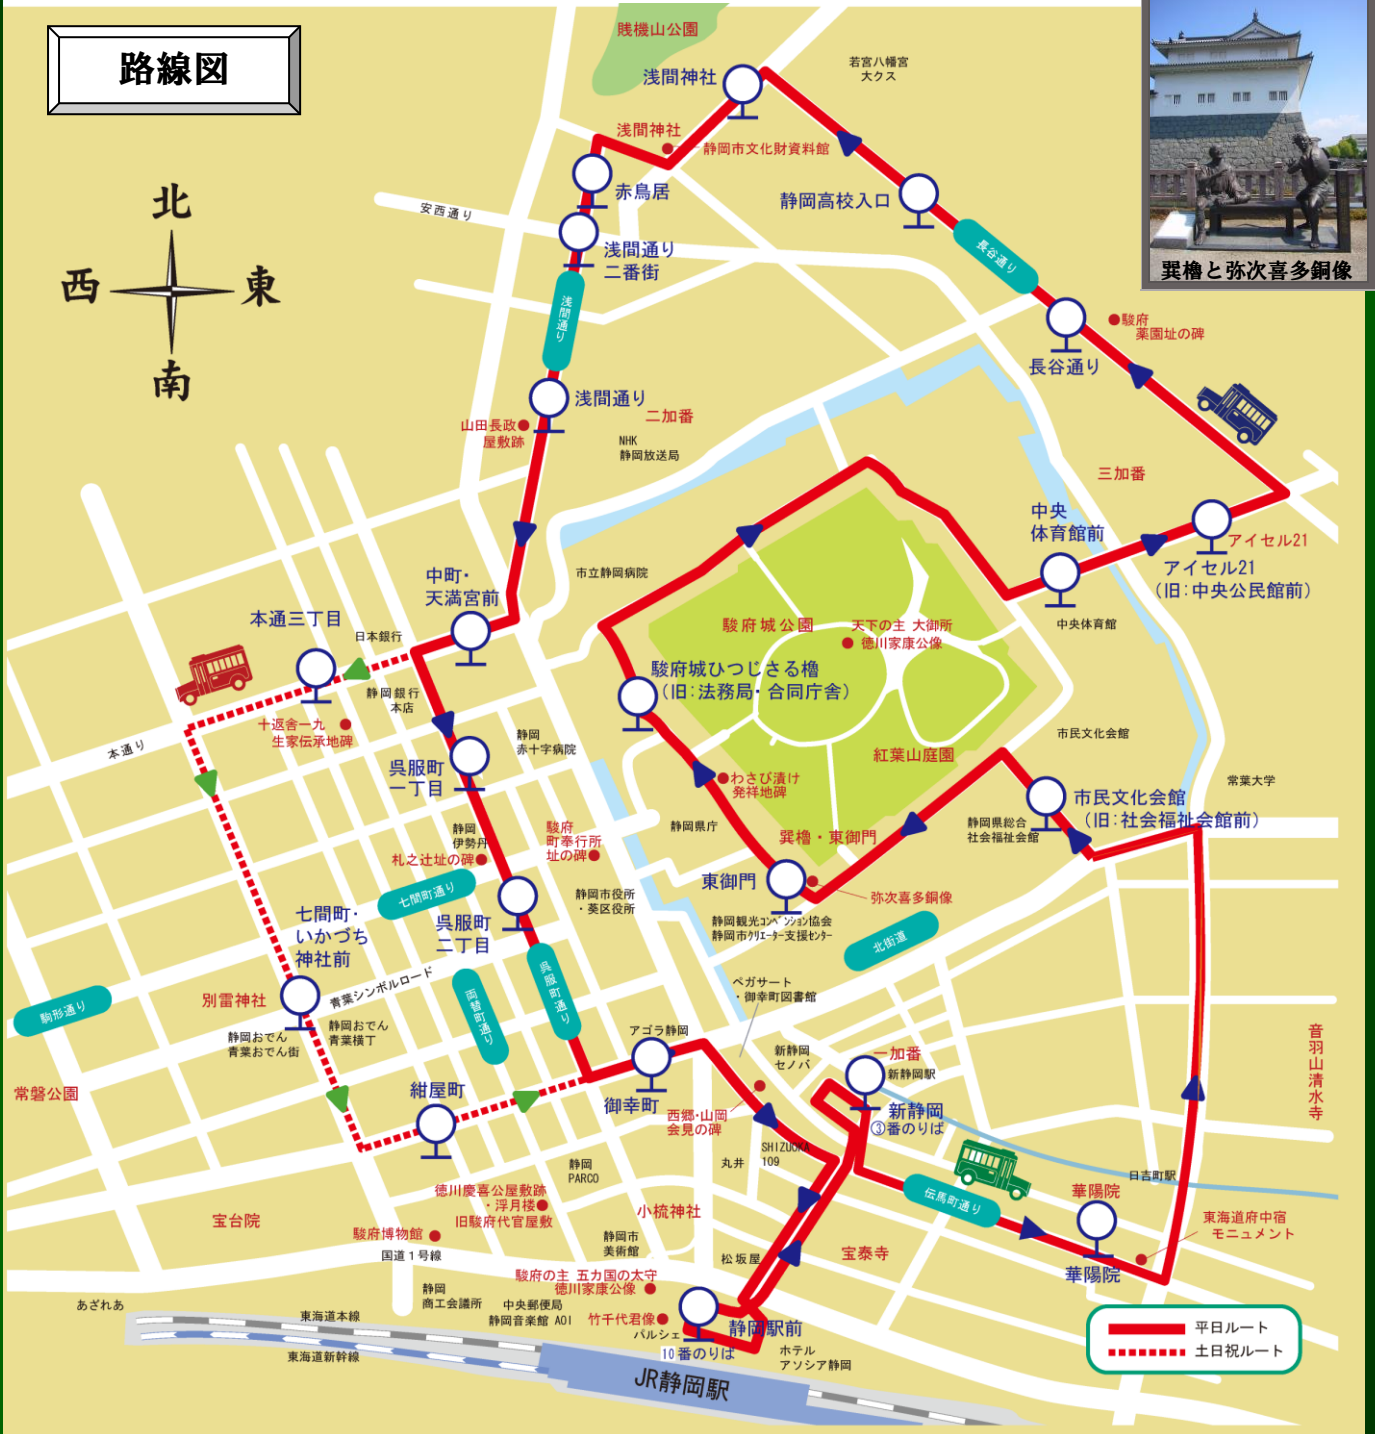 路線図
北
西
東
南
賤機山公園
浅間神社
若宮八幡宮
大クス
浅間神社
静岡市文化財資料館
赤鳥居
静岡高校入口
安西通り
浅間通り
二番街
長谷通り
巽櫓と弥次喜多銅像
浅間通り
駿府
薬園址の碑
長谷通り
浅間通り
二加番
山田長政
屋敷跡
NHK
静岡放送局
三加番
中央
体育館前
アイセル21
アイセル21
(旧:中央公民館前)
市立静岡病院
中町・
天満宮前
本通三丁目
日本銀行
中央体育館
駿府城公園
天下の主 大御所
徳川家康公像
駿府城ひつじさる櫓
(旧:法務局・合同庁舎)
静岡銀行
本店
十返舎一九
生家伝承地碑
本通り
静岡
赤十字病院
市民文化会館
紅葉山庭園
呉服町
一丁目
わさび漬け
発祥地碑
常葉大学
市民文化会館
(旧:社会福祉会館前)
静岡県総合
社会福祉会館
静岡県庁
巽櫓・東御門
静岡
伊勢丹
駿府
町奉行所
址の碑
札之辻址の碑
七間町通り
東御門
弥次喜多銅像
静岡市役所
・葵区役所
静岡観光コンベンション協会
静岡市クリエーター支援センター
北街道
七間町・
いかづち
神社前
呉服町
二丁目
呉服町通り
両替町通り
青葉シンボルロード
別雷神社
駒形通り
静岡おでん
青葉おでん街
静岡おでん
青葉横丁
ペガサート
・御幸町図書館
アゴラ静岡
新静岡
セノバ
一加番
新静岡駅
音羽山清水寺
常磐公園
紺屋町
御幸町
西郷・山岡
会見の碑
新静岡
③番のりば
SHIZUOKA
109
丸井
静岡
PARCO
日吉町駅
伝馬町通り
華陽院
華陽院
東海道府中宿
モニュメント
徳川慶喜公屋敷跡
・浮月楼
旧駿府代官屋敷
宝台院
小梳神社
駿府博物館
国道1号線
静岡市
美術館
松坂屋
宝泰寺
駿府の主 五カ国の太守
徳川家康公像
静岡
商工会議所
中央郵便局
静岡音楽館 AOI
竹千代君像
パルシェ
静岡駅前
10番のりば
ホテル
アソシア静岡
あざれあ
東海道本線
東海道新幹線
JR静岡駅
平日ルート
土日祝ルート